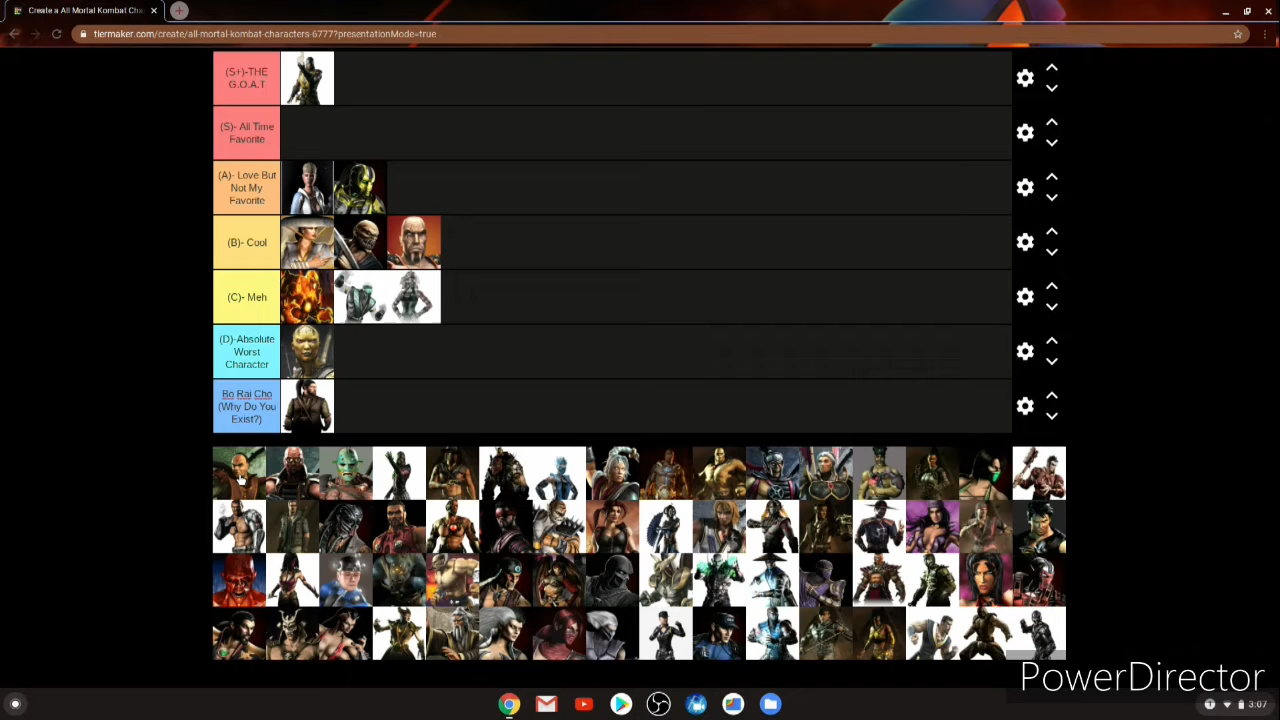 Create a All Mortal Kombat Cha
tiermaker.com/create/all-mortal-kombat-characters-6777?presentationMode=true
(S+)-THE
G.O.A.T
(S)- All Time
Favorite
(A)- Love But
Not My
Favorite
(B)- Cool
(C)- Meh
(D)-Absolute
Worst
Character
Bo Rai Cho
(Why Do You
Exist?)
PowerDirector
3:07